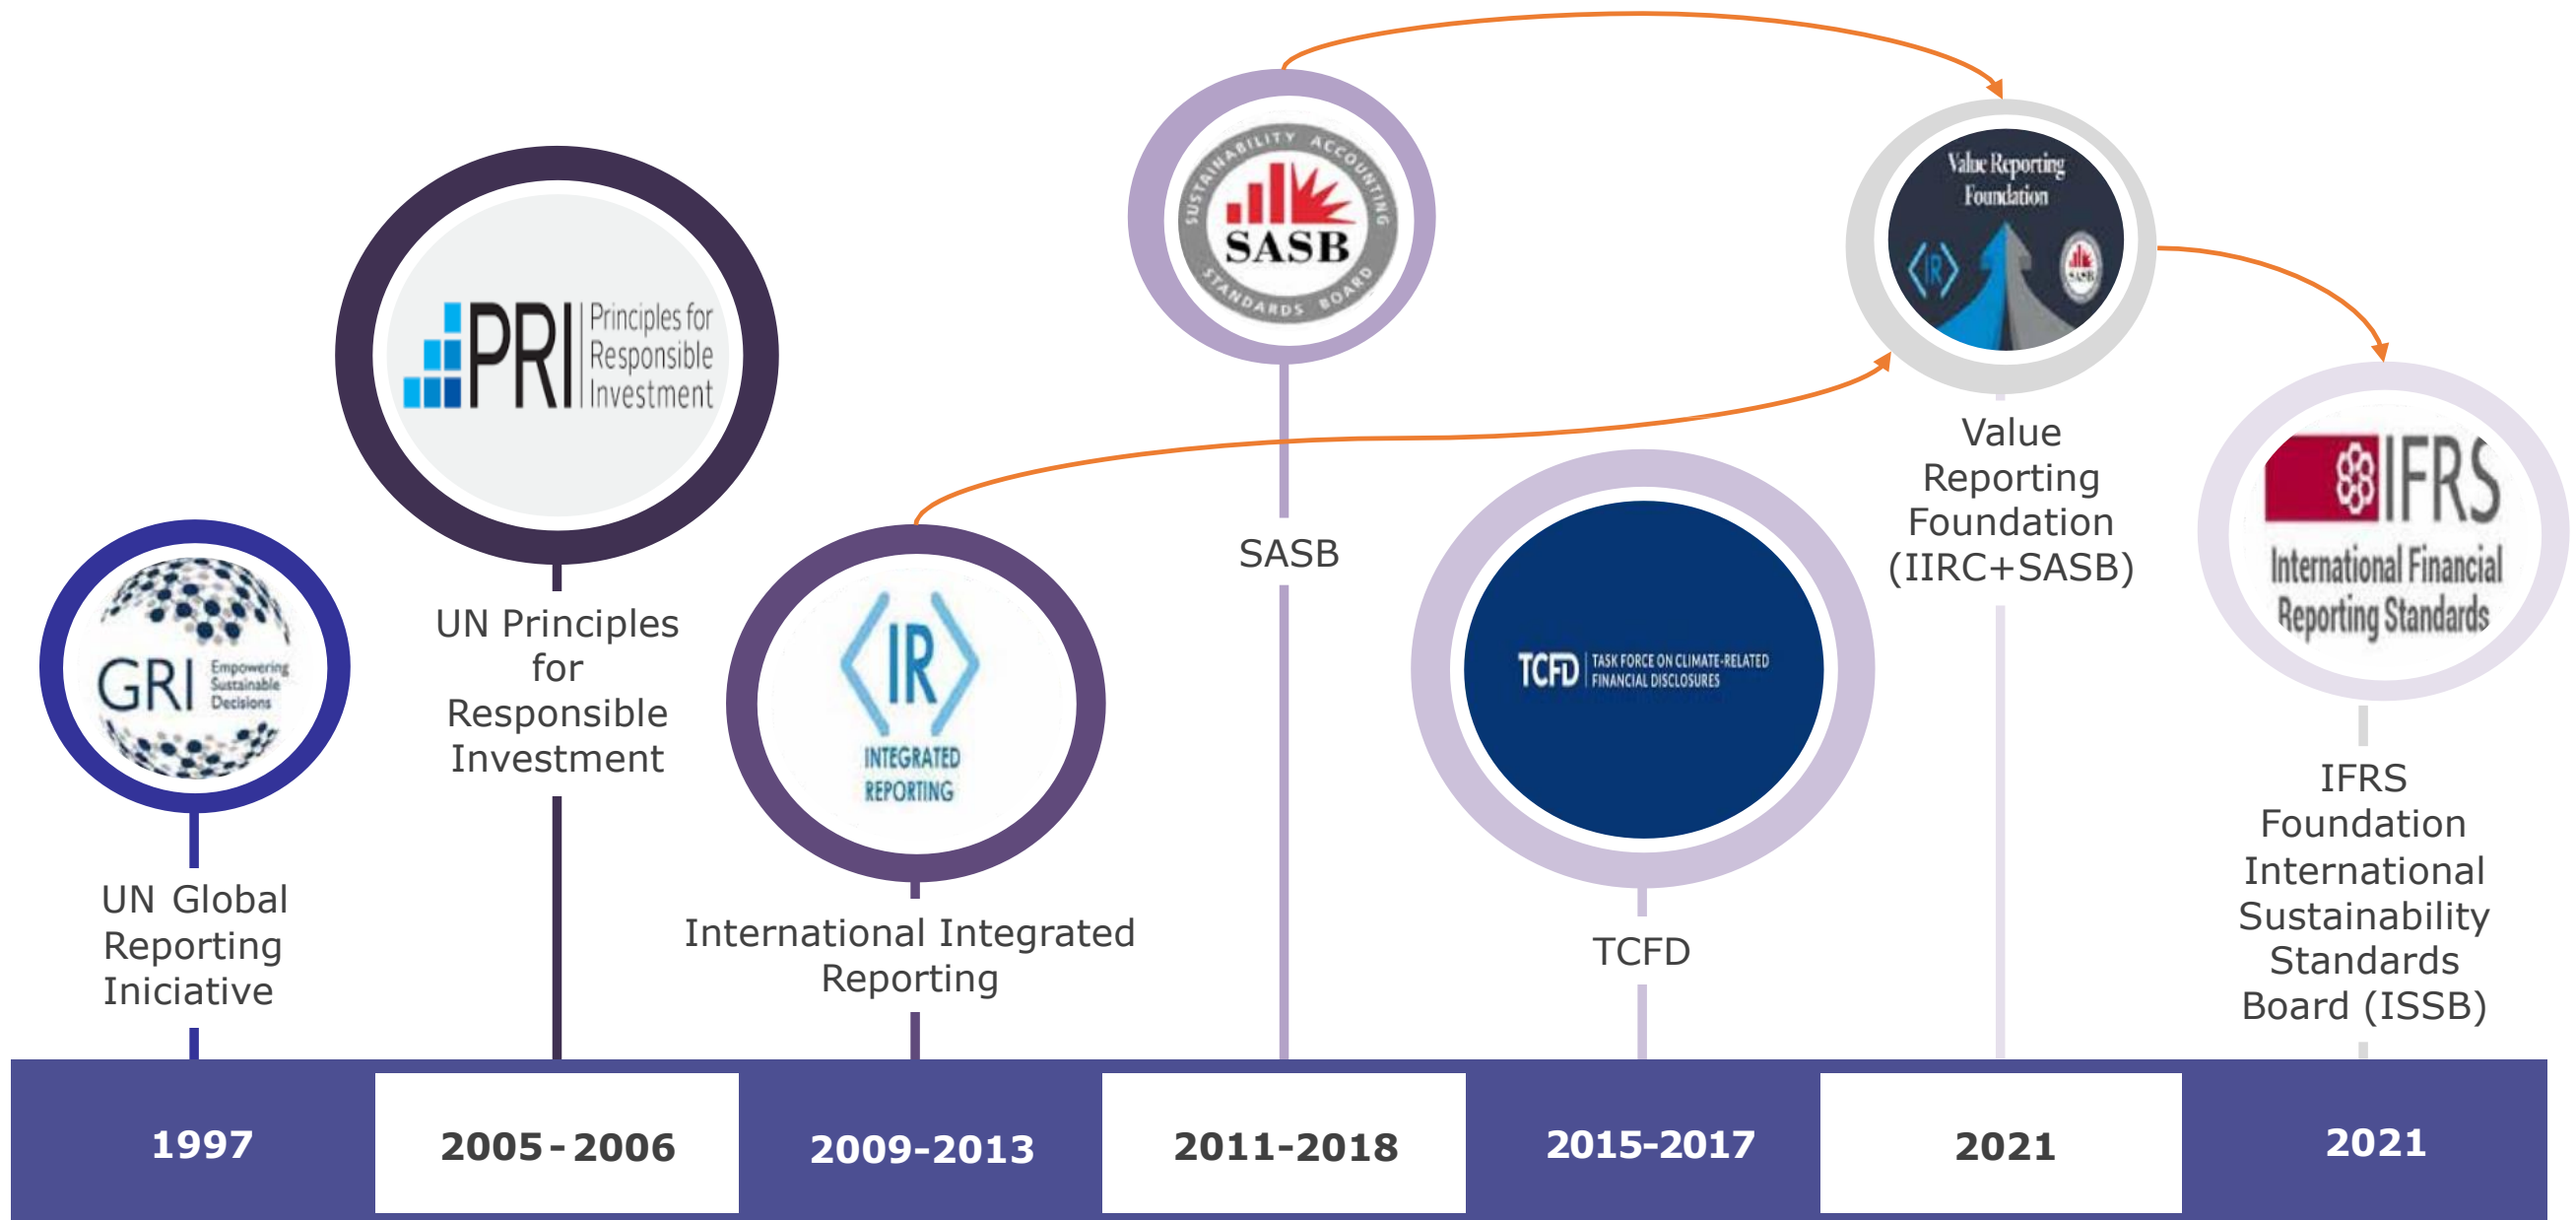 GRI
Empowering
Sustainable
Decisions
UN Global
Reporting
Iniciative
1997
PRI
Principles for
Responsible
Investment
UN Principles
for
Responsible
Investment
2005-2006
IR
INTEGRATED
REPORTING
International Integrated
Reporting
2009-2013
SUSTAINABILITY ACCOUNTING
SASB
STANDARDS BOARD
SASB
2011-2018
TCFD
TASK FORCE ON CLIMATE-RELATED
FINANCIAL DISCLOSURES
TCFD
2015-2017
Value Reporting
Foundation
IR
SASB
Value
Reporting
Foundation
(IIRC+SASB)
2021
IFRS
International Financial
Reporting Standards
IFRS
Foundation
International
Sustainability
Standards
Board (ISSB)
2021